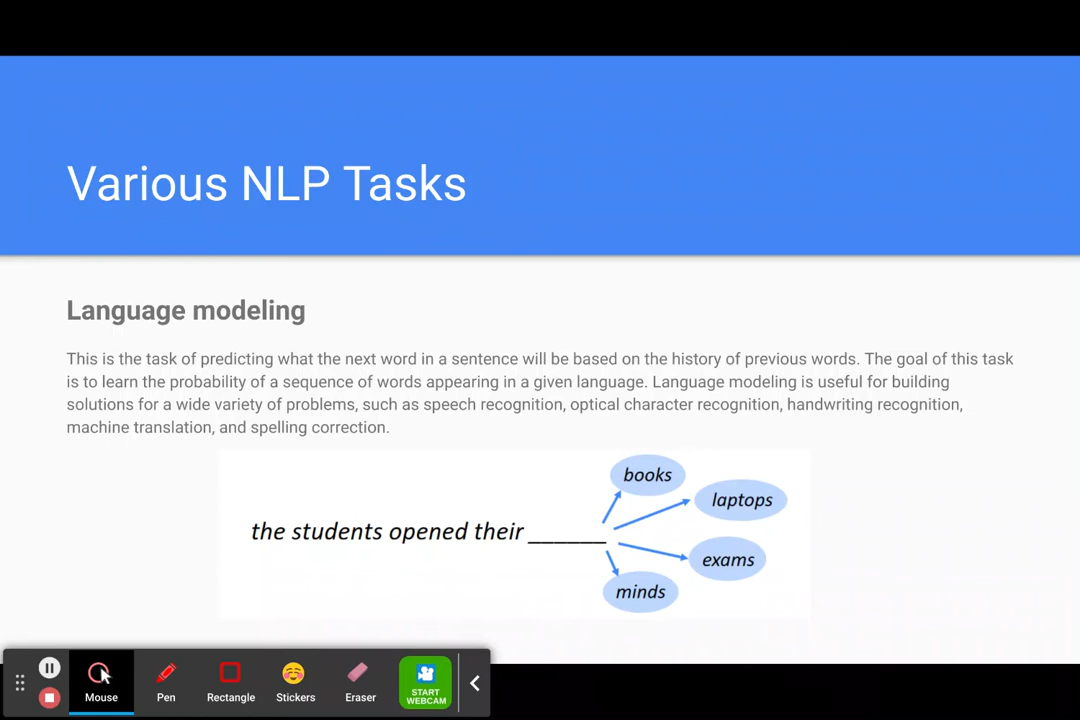 Various NLP Tasks
Language modeling
This is the task of predicting what the next word in a sentence will be based on the history of previous words. The goal of this task
is to learn the probability of a sequence of words appearing in a given language. Language modeling is useful for building
solutions for a wide variety of problems, such as speech recognition, optical character recognition, handwriting recognition,
machine translation, and spelling correction.
the students opened their ______
books
laptops
exams
minds
Mouse
Pen
Rectangle
Stickers
Eraser
START
WEBCAM